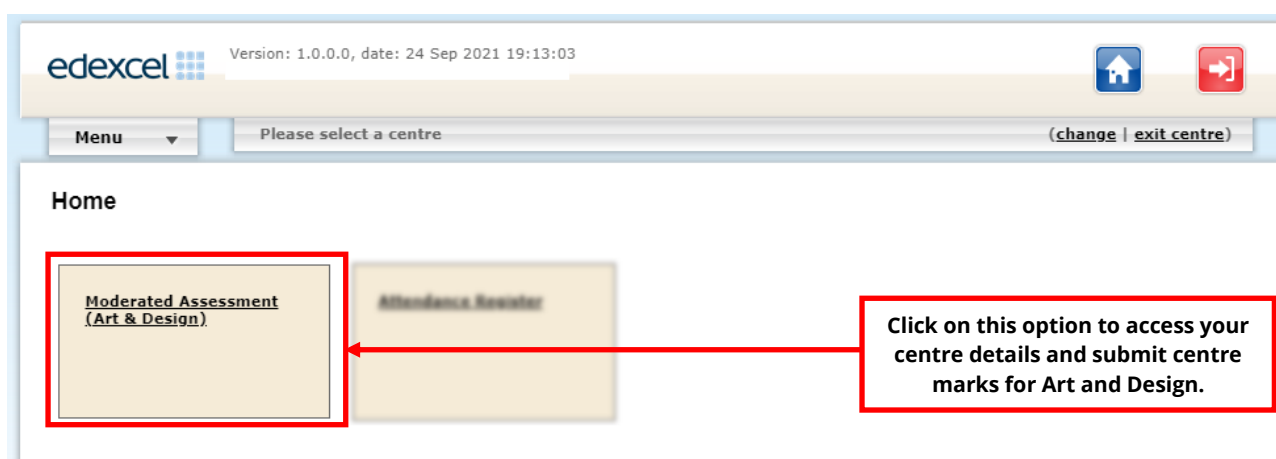 edexcel
Version: 1.0.0.0, date: 24 Sep 2021 19:13:03
Menu
Please select a centre
(change | exit centre)
Home
Moderated Assessment
(Art & Design)
Attendance Register
Click on this option to access your
centre details and submit centre
marks for Art and Design.